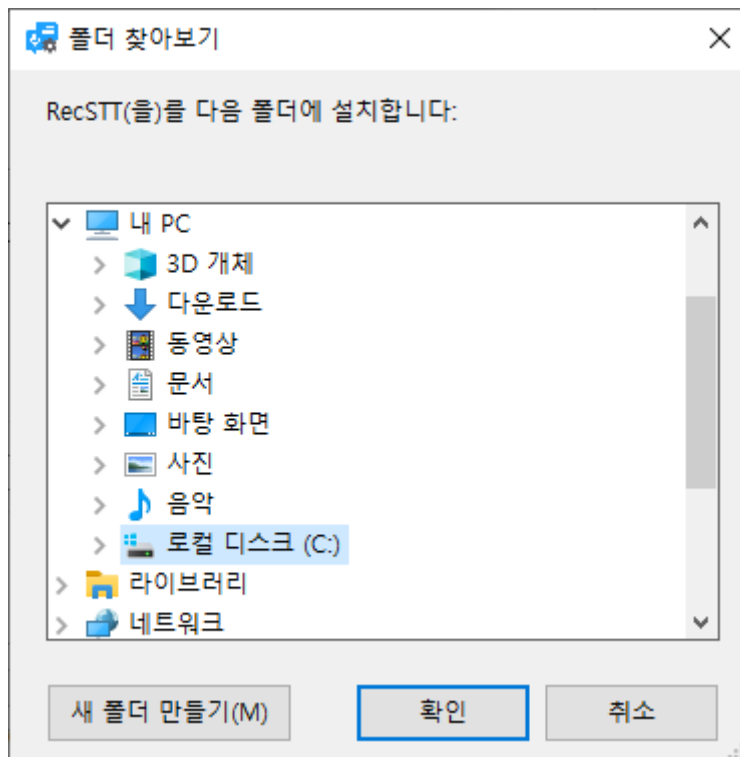 폴더 찾아보기
RecSTT(을)를 다음 폴더에 설치합니다:
내 PC
3D 개체
다운로드
동영상
문서
바탕 화면
사진
음악
로컬 디스크 (C:)
라이브러리
네트워크
새 폴더 만들기(M)
확인
취소